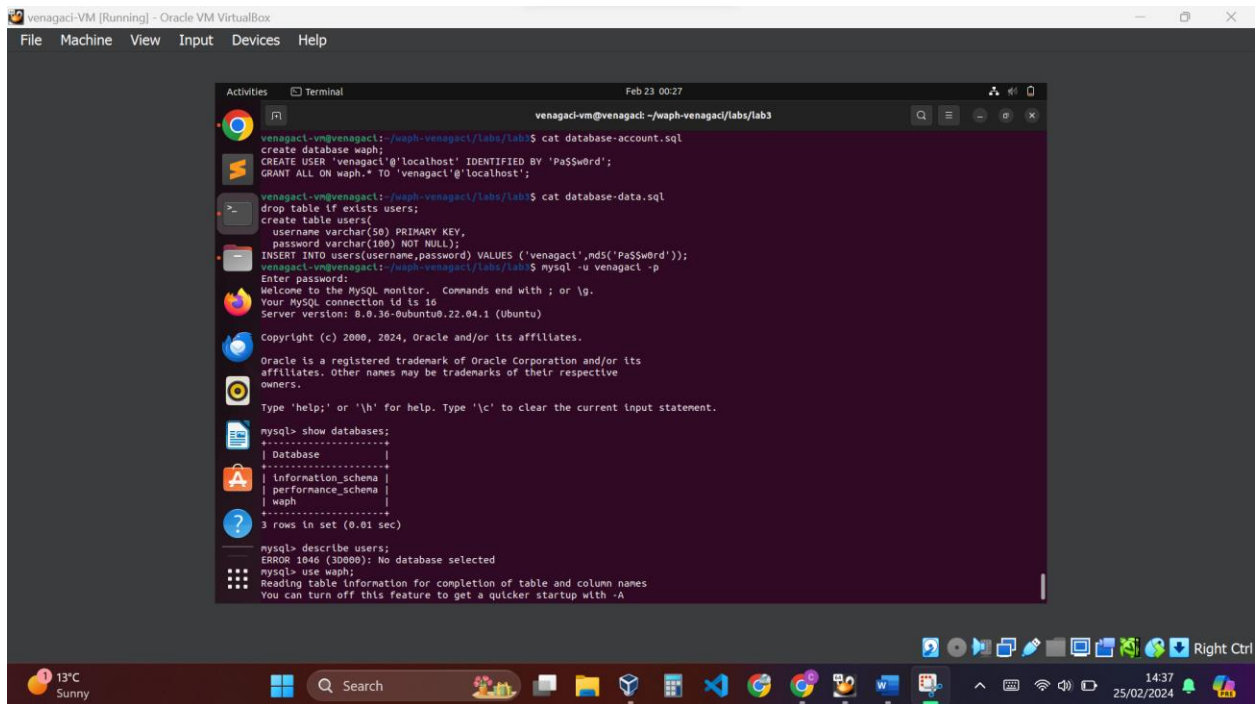 venagaci-VM [Running] - Oracle VM VirtualBox
File Machine View Input Devices Help
Activities Terminal Feb 23 00:27
venagaci-vm@venagaci: ~/waph-venagaci/labs/lab3
venagaci-vm@venagaci:~/waph-venagaci/labs/lab3$ cat database-account.sql
create database waph;
CREATE USER 'venagaci'@'localhost' IDENTIFIED BY 'Pa$$w0rd';
GRANT ALL ON waph.* TO 'venagaci'@'localhost';
venagaci-vm@venagaci:~/waph-venagaci/labs/lab3$ cat database-data.sql
drop table if exists users;
create table users(
username varchar(50) PRIMARY KEY,
password varchar(100) NOT NULL);
INSERT INTO users(username,password) VALUES ('venagaci',md5('Pa$$w0rd'));
venagaci-vm@venagaci:~/waph-venagaci/labs/lab3$ mysql -u venagaci -p
Enter password:
Welcome to the MySQL monitor.  Commands end with ; or \g.
Your MySQL connection id is 16
Server version: 8.0.36-0ubuntu0.22.04.1 (Ubuntu)
Copyright (c) 2000, 2024, Oracle and/or its affiliates.
Oracle is a registered trademark of Oracle Corporation and/or its
affiliates. Other names may be trademarks of their respective
owners.
Type 'help;' or '\h' for help. Type '\c' to clear the current input statement.
mysql> show databases;
+--------------------+
| Database           |
+--------------------+
| information_schema |
| performance_schema |
| waph               |
+--------------------+
3 rows in set (0.01 sec)
mysql> describe users;
ERROR 1046 (3D000): No database selected
mysql> use waph;
Reading table information for completion of table and column names
You can turn off this feature to get a quicker startup with -A
Right Ctrl
1
13°C
Sunny
Search
14:37
25/02/2024